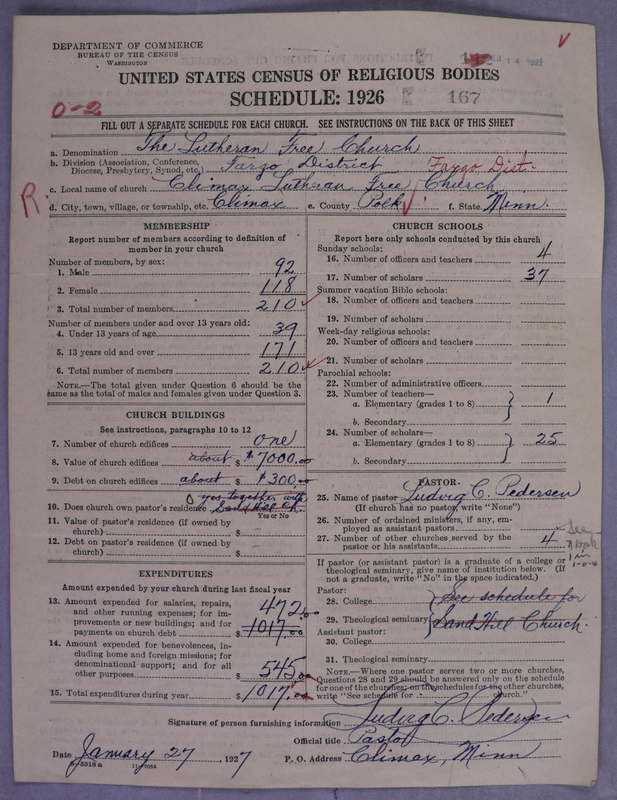 DEPARTMENT OF COMMERCE
BUREAU OF THE CENSUS
WASHINGTON
UNITED STATES CENSUS OF RELIGIOUS BODIES
SCHEDULE: 1926
167
0-2
FILL OUT A SEPARATE SCHEDULE FOR EACH CHURCH. SEE INSTRUCTIONS ON THE BACK OF THIS SHEET
a. Denomination The Lutheran Free Church
b. Division (Association, Conference, Diocese, Presbytery, Synod, etc.) Fargo District Fargo Dist.
c. Local name of church Climax Lutheran Free Church
R.
d. City, town, village, or township, etc. Climax e. County Polk f. State Minn.
MEMBERSHIP
Report number of members according to definition of
member in your church
Number of members, by sex:
1. Male 92
2. Female 118
3. Total number of members 210
Number of members under and over 13 years old:
4. Under 13 years of age 39
5. 13 years old and over 171
6. Total number of members 210
NOTE.—The total given under Question 6 should be the
same as the total of males and females given under Question 3.
CHURCH BUILDINGS
See instructions, paragraphs 10 to 12
7. Number of church edifices one
8. Value of church edifices about $ $7000.00
9. Debt on church edifices about $ $300.00
0 yes, together with
10. Does church own pastor's residence Sand Hill Ch.
Yes or No
11. Value of pastor's residence (if owned by
church) $
12. Debt on pastor's residence (if owned by
church) $
EXPENDITURES
Amount expended by church during last fiscal year
13. Amount expended for salaries, repairs,
and other running expenses; for im-
provements or new buildings; and for
payments on church debt $ 472.00 1017.00
14. Amount expended for benevolences, in-
cluding home and foreign missions; for
denominational support; and for all
other purposes $ 545.00
15. Total expenditures during year $ 1017.00
CHURCH SCHOOLS
Report here only schools conducted by this church
Sunday schools:
16. Number of officers and teachers 4
17. Number of scholars 37
Summer vacation Bible schools:
18. Number of officers and teachers
19. Number of scholars
Week-day religious schools:
20. Number of officers and teachers
21. Number of scholars
Parochial schools:
22. Number of administrative officers
23. Number of teachers—
a. Elementary (grades 1 to 8) 1
b. Secondary
24. Number of scholars—
a. Elementary (grades 1 to 8) 25
b. Secondary
PASTOR
25. Name of pastor Ludvig C. Pedersen
(If church has no pastor, write "None")
26. Number of ordained ministers, if any, em-
ployed as assistant pastors
27. Number of other churches served by the
pastor or his assistants 4
See
If pastor (or assistant pastor) is a graduate of a college or
theological seminary, give name of institution below. (If
not a graduate, write "No" in the space indicated.)
Pastor:
28. College See schedule for
29. Theological seminary Sand Hill Church.
Assistant pastor:
30. College
31. Theological seminary
NOTE.—Where one pastor serves two or more churches,
Questions 28 and 29 should be answered only on the schedule
for one of the churches; on the schedules for the other churches,
write "See schedule for ........ Church."
Signature of person furnishing information Ludvig C. Pedersen
Official title Pastor
Date January 27, 1927 P. O. Address Climax, Minn